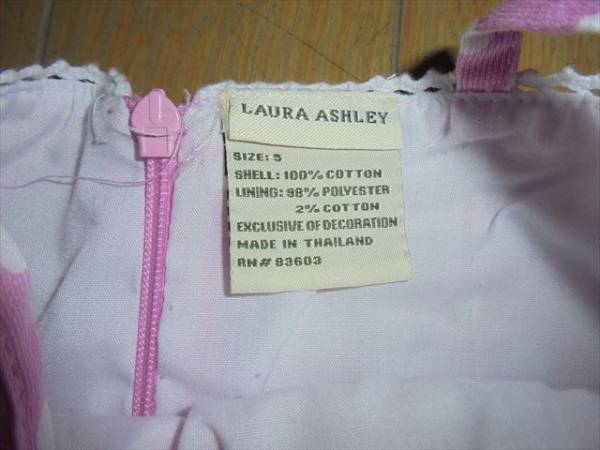 LAURA ASHLEY
SIZE: 5
SHELL: 100% COTTON
LINING: 98% POLYESTER
2% COTTON
EXCLUSIVE OF DECORATION
MADE IN THAILAND
RN# 83603